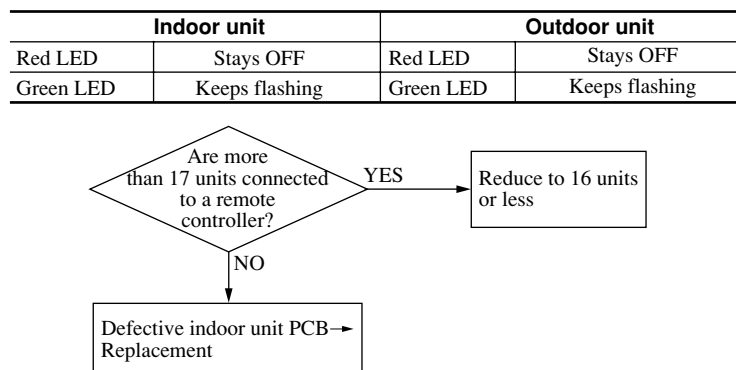 Indoor unit Outdoor unit
Red LED Stays OFF Red LED Stays OFF
Green LED Keeps flashing Green LED Keeps flashing
Are more
than 17 units connected
to a remote
controller?
YES
Reduce to 16 units
or less
NO
Defective indoor unit PCB→
Replacement